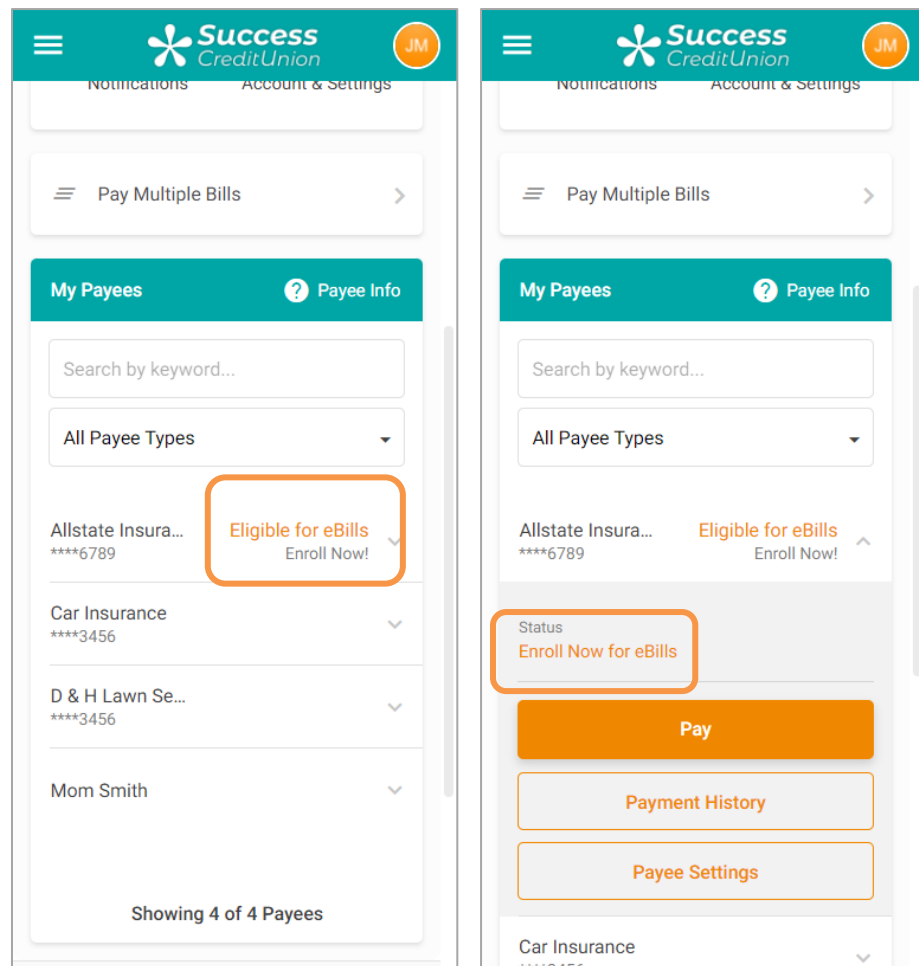 Success
CreditUnion
JM
Notifications Account & Settings
Pay Multiple Bills
My Payees Payee Info
Search by keyword...
All Payee Types
Allstate Insura... Eligible for eBills
****6789 Enroll Now!
Car Insurance
****3456
D & H Lawn Se...
****3456
Mom Smith
Showing 4 of 4 Payees
Success
CreditUnion
JM
Notifications Account & Settings
Pay Multiple Bills
My Payees Payee Info
Search by keyword...
All Payee Types
Allstate Insura... Eligible for eBills
****6789 Enroll Now!
Status
Enroll Now for eBills
Pay
Payment History
Payee Settings
Car Insurance